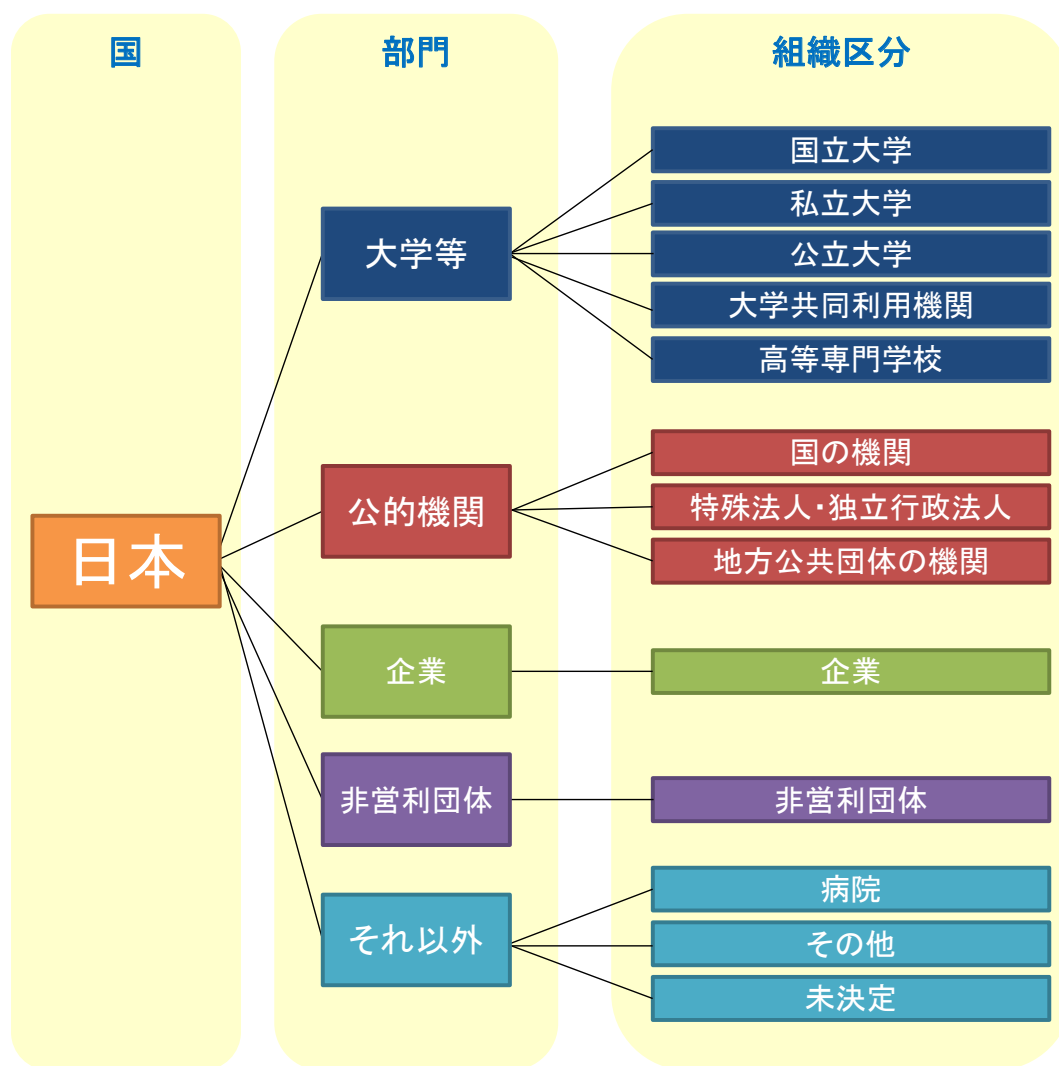 国
部門
組織区分
日本
大学等
国立大学
私立大学
公立大学
大学共同利用機関
高等専門学校
公的機関
国の機関
特殊法人・独立行政法人
地方公共団体の機関
企業
企業
非営利団体
非営利団体
それ以外
病院
その他
未決定